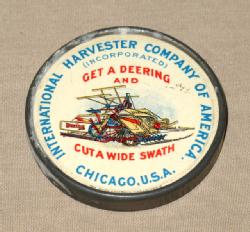 INTERNATIONAL HARVESTER COMPANY OF AMERICA
(INCORPORATED)
GET A DEERING
AND
CUT A WIDE SWATH
CHICAGO. U.S.A.